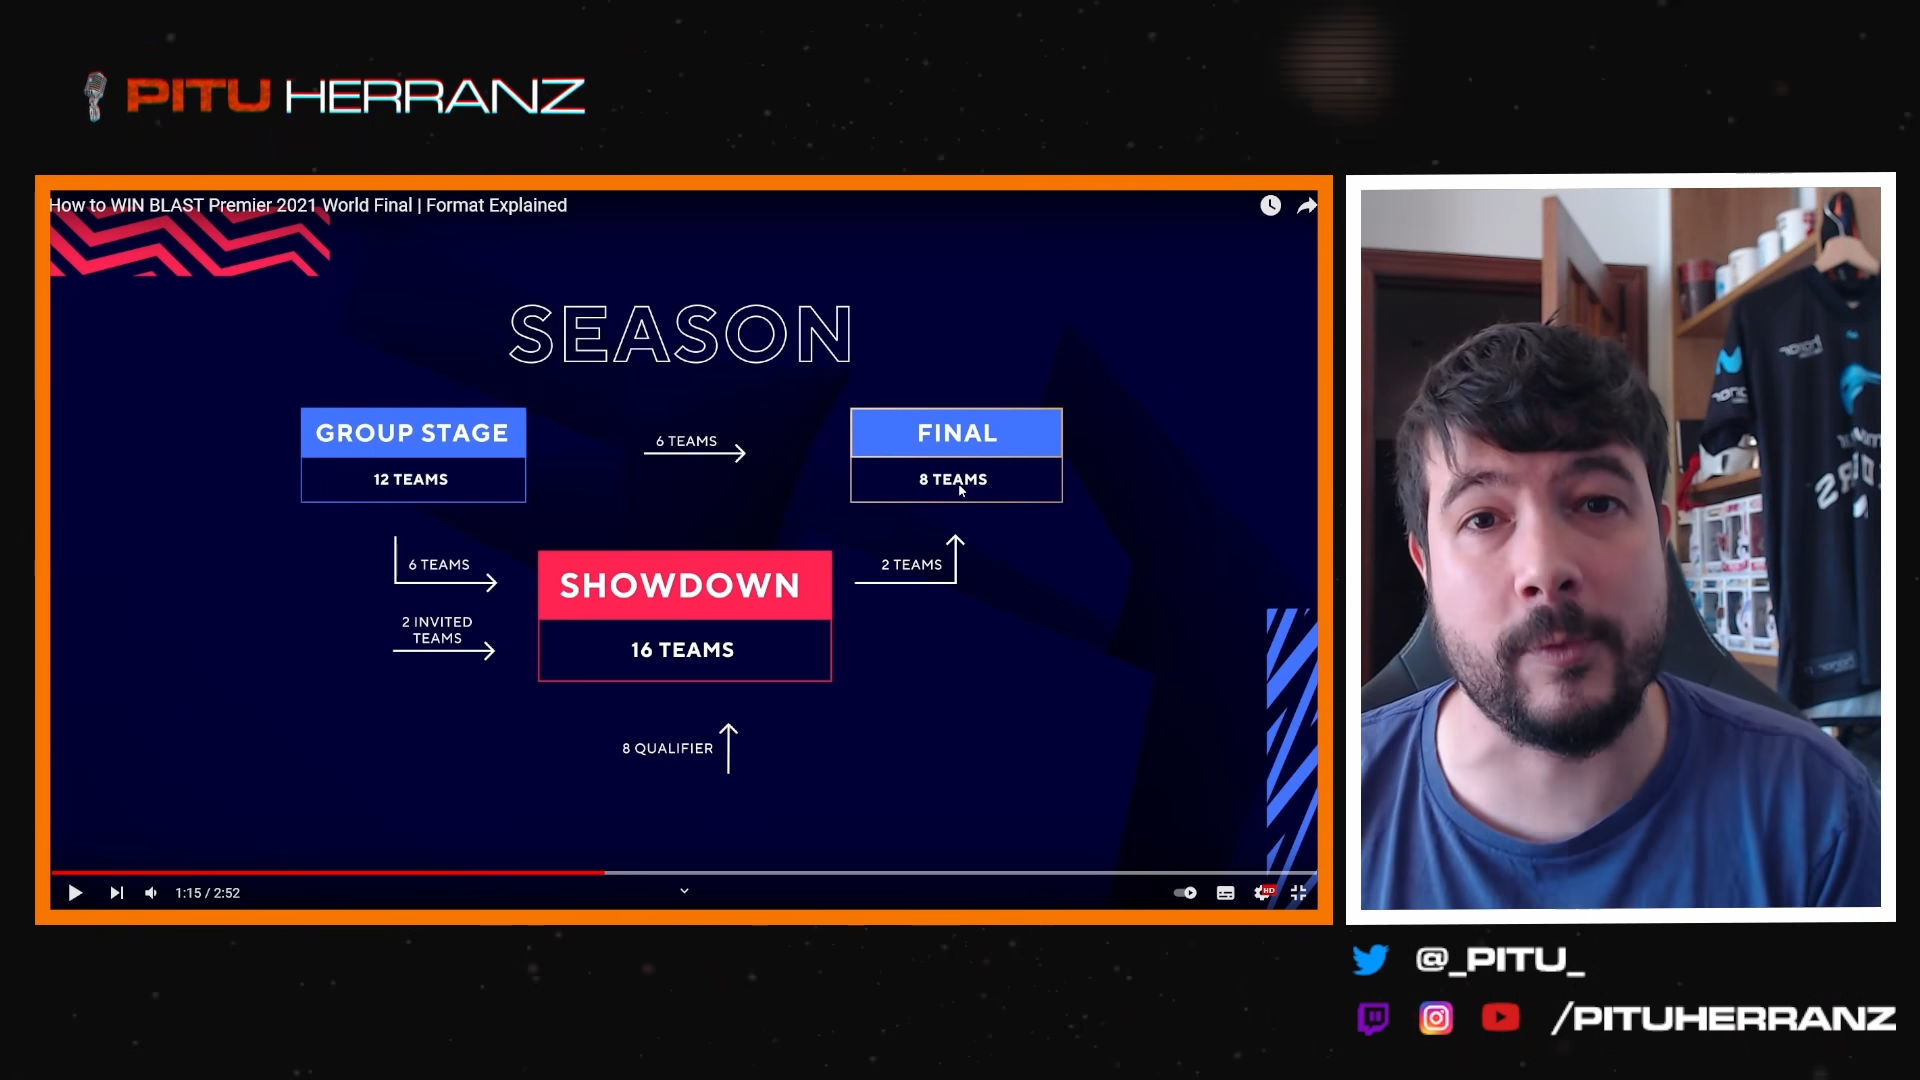 PITU HERRANZ
How to WIN BLAST Premier 2021 World Final | Format Explained
SEASON
GROUP STAGE
12 TEAMS
6 TEAMS
FINAL
8 TEAMS
6 TEAMS
2 INVITED
TEAMS
SHOWDOWN
16 TEAMS
2 TEAMS
8 QUALIFIER
1:15 / 2:52
HD
@_PITU_
/PITUHERRANZ